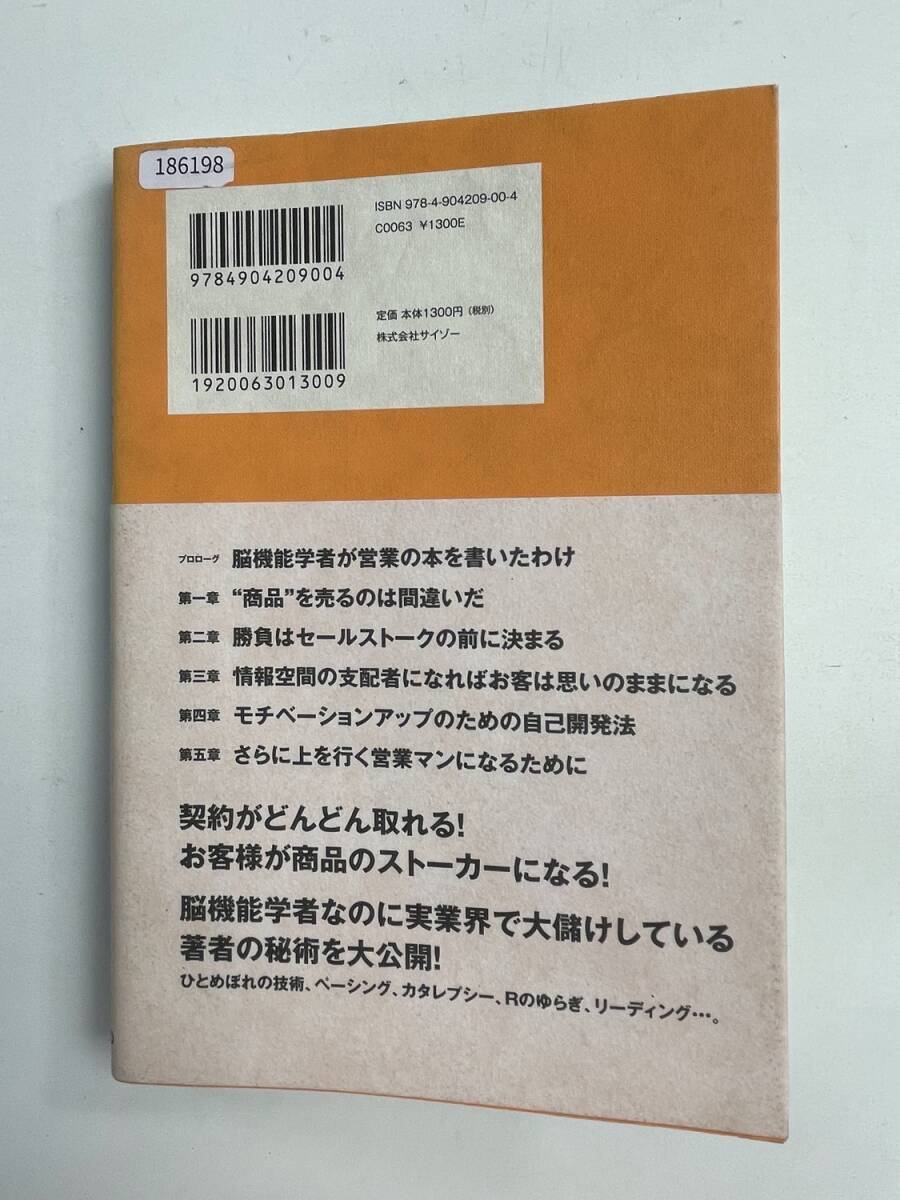 186198
ISBN 978-4-904209-00-4
C0063 ¥1300E
9784904209004
定価 本体1300円(税別)
株式会社サイゾー
1920063013009
プロローグ 脳機能学者が営業の本を書いたわけ
第一章 “商品”を売るのは間違いだ
第二章 勝負はセールストークの前に決まる
第三章 情報空間の支配者になればお客は思いのままになる
第四章 モチベーションアップのための自己開発法
第五章 さらに上を行く営業マンになるために
契約がどんどん取れる!
お客様が商品のストーカーになる!
脳機能学者なのに実業界で大儲けしている
著者の秘術を大公開!
ひとめぼれの技術、ペーシング、カタレプシー、Rのゆらぎ、リーディング…。